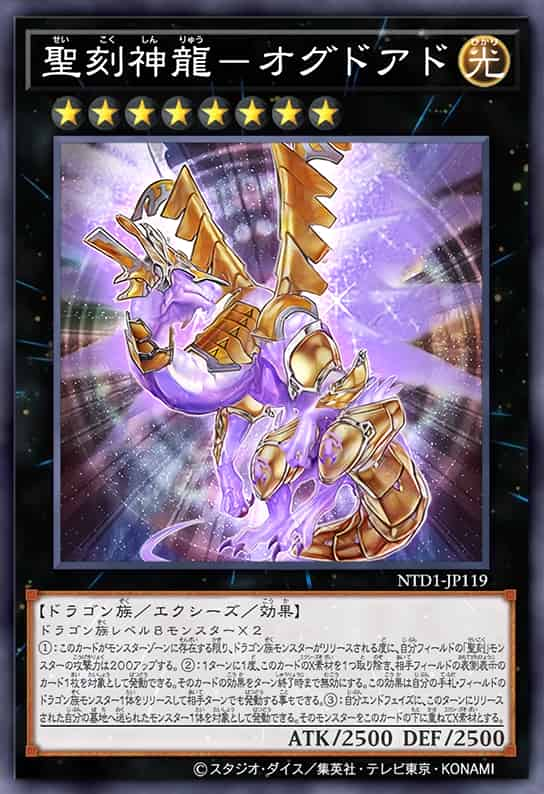 聖刻神龍－オグドアド 光
NTD1-JP119
【ドラゴン族／エクシーズ／効果】
ドラゴン族レベル8モンスター×2
①：このカードがモンスターゾーンに存在する限り、ドラゴン族モンスターがリリースされる度に、自分フィールドの「聖刻」モン
スターの攻撃力は200アップする。②：1ターンに1度、このカードのX素材を1つ取り除き、相手フィールドの表側表示の
カード1枚を対象として発動できる。そのカードの効果をターン終了時まで無効にする。この効果は自分の手札・フィールドの
ドラゴン族モンスター1体をリリースして相手ターンでも発動する事もできる。③：自分エンドフェイズに、このターンにリリース
された自分の墓地へ送られたモンスター1体を対象として発動できる。そのモンスターをこのカードの下に重ねてX素材とする。
ATK/2500 DEF/2500
©スタジオ・ダイス／集英社・テレビ東京・KONAMI